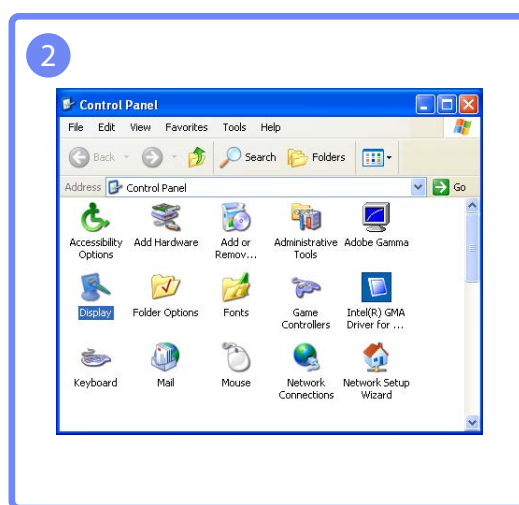 2
Control Panel
File Edit View Favorites Tools Help
Back Search Folders
Address Control Panel Go
Accessibility Options Add Hardware Add or Remov... Administrative Tools Adobe Gamma
Display Folder Options Fonts Game Controllers Intel(R) GMA Driver for ...
Keyboard Mail Mouse Network Connections Network Setup Wizard